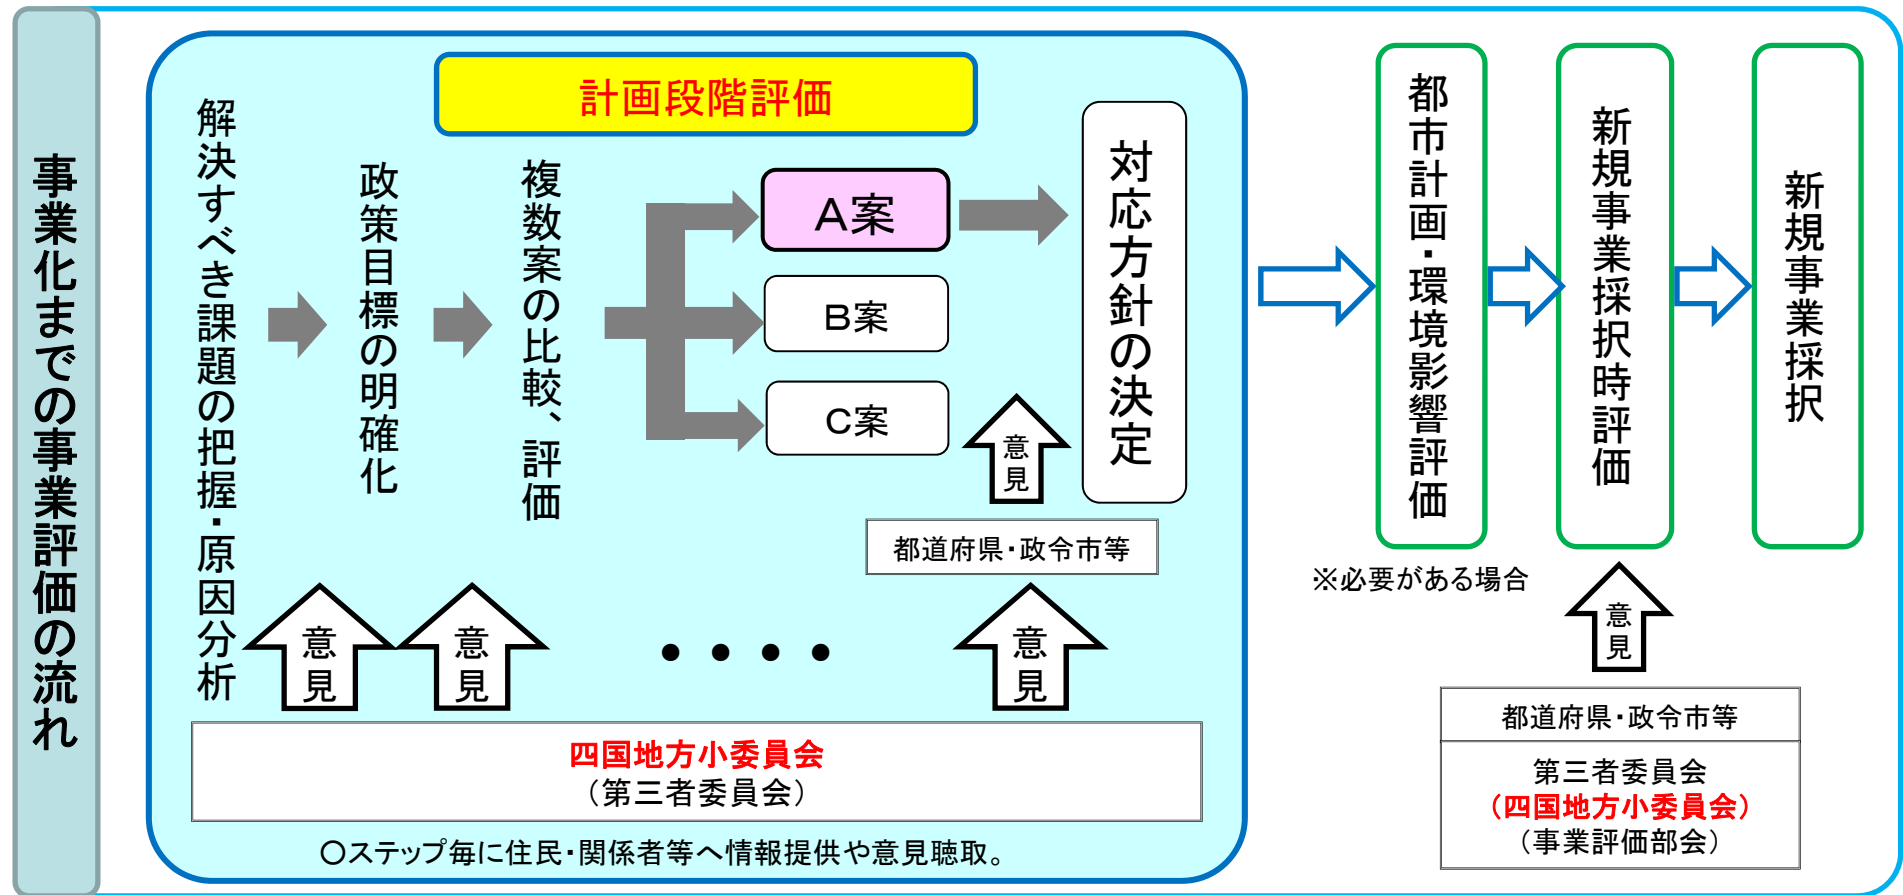 事業化までの事業評価の流れ
計画段階評価
解決すべき課題の把握・原因分析
政策目標の明確化
複数案の比較、評価
A案
B案
C案
対応方針の決定
意見
都道府県・政令市等
意見
意見
・・・・
意見
四国地方小委員会
（第三者委員会）
○ステップ毎に住民・関係者等へ情報提供や意見聴取。
都市計画・環境影響評価
※必要がある場合
新規事業採択時評価
新規事業採択
意見
都道府県・政令市等
第三者委員会
（四国地方小委員会）
（事業評価部会）